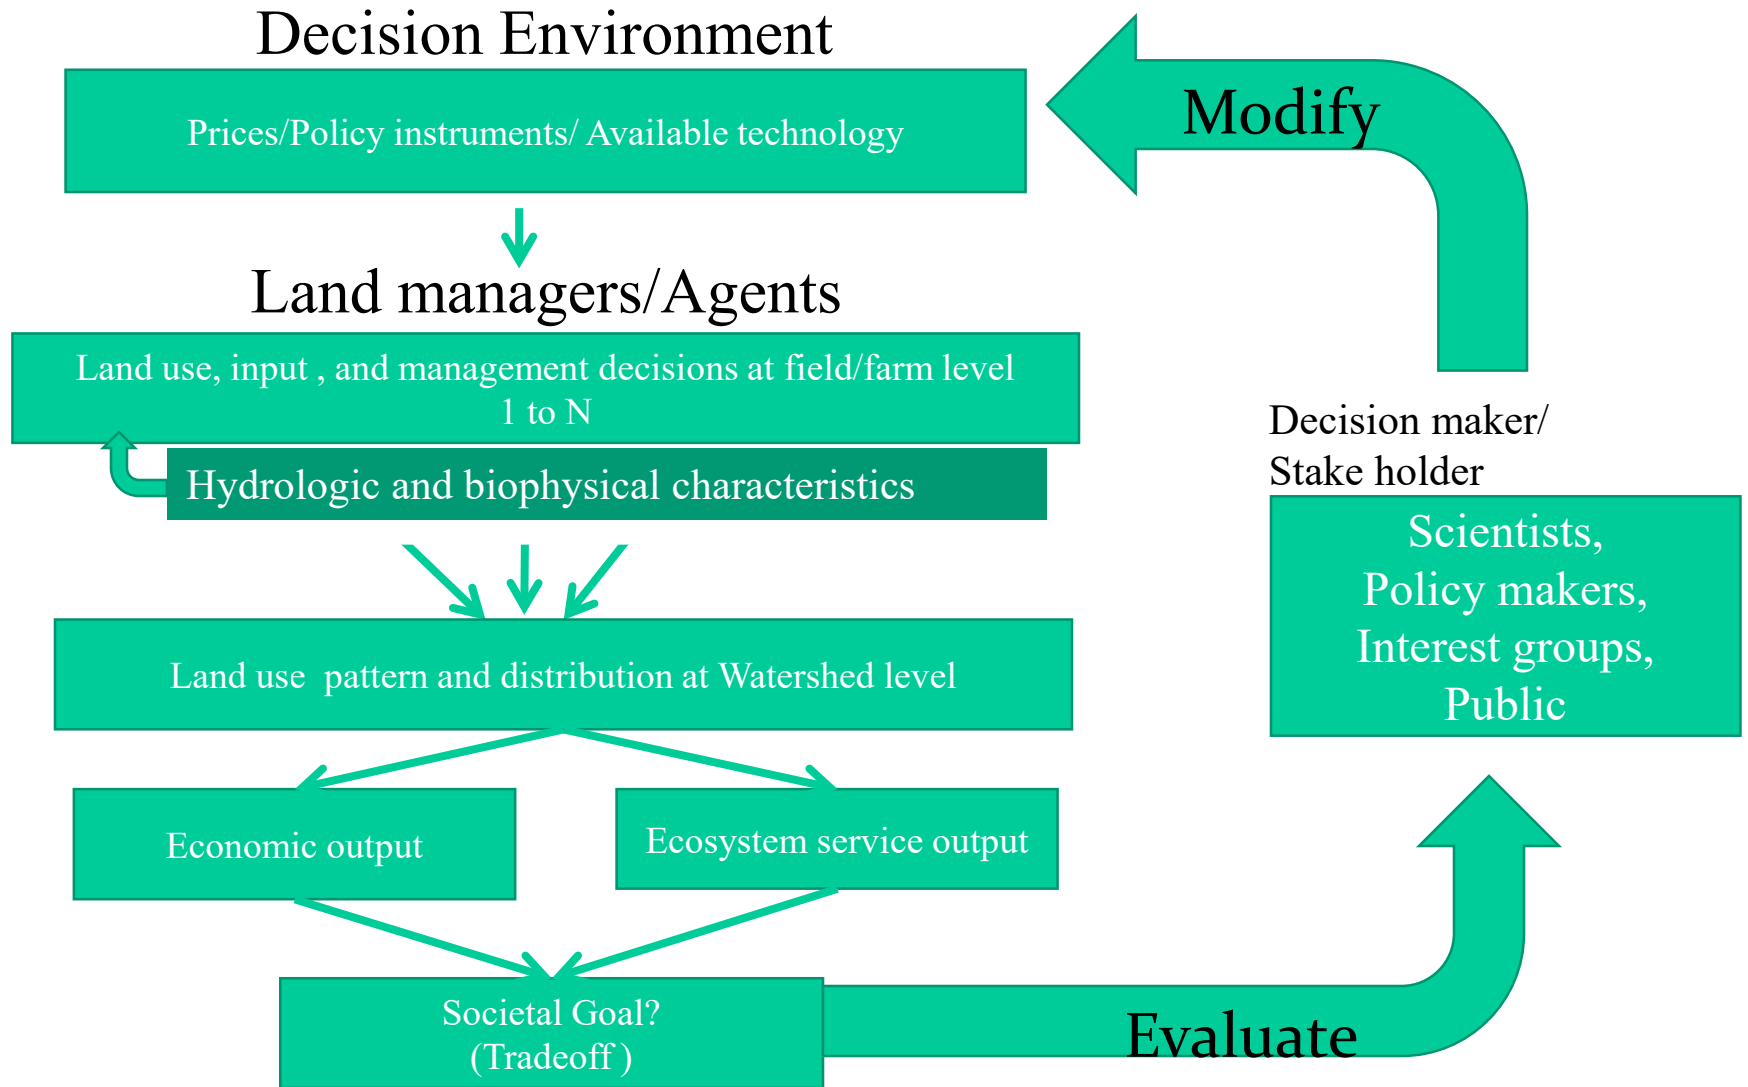 Decision Environment
Prices/Policy instruments/ Available technology
Modify
Land managers/Agents
Land use, input , and management decisions at field/farm level
1 to N
Hydrologic and biophysical characteristics
Decision maker/
Stake holder
Scientists,
Policy makers,
Interest groups,
Public
Land use  pattern and distribution at Watershed level
Economic output
Ecosystem service output
Societal Goal?
(Tradeoff )
Evaluate